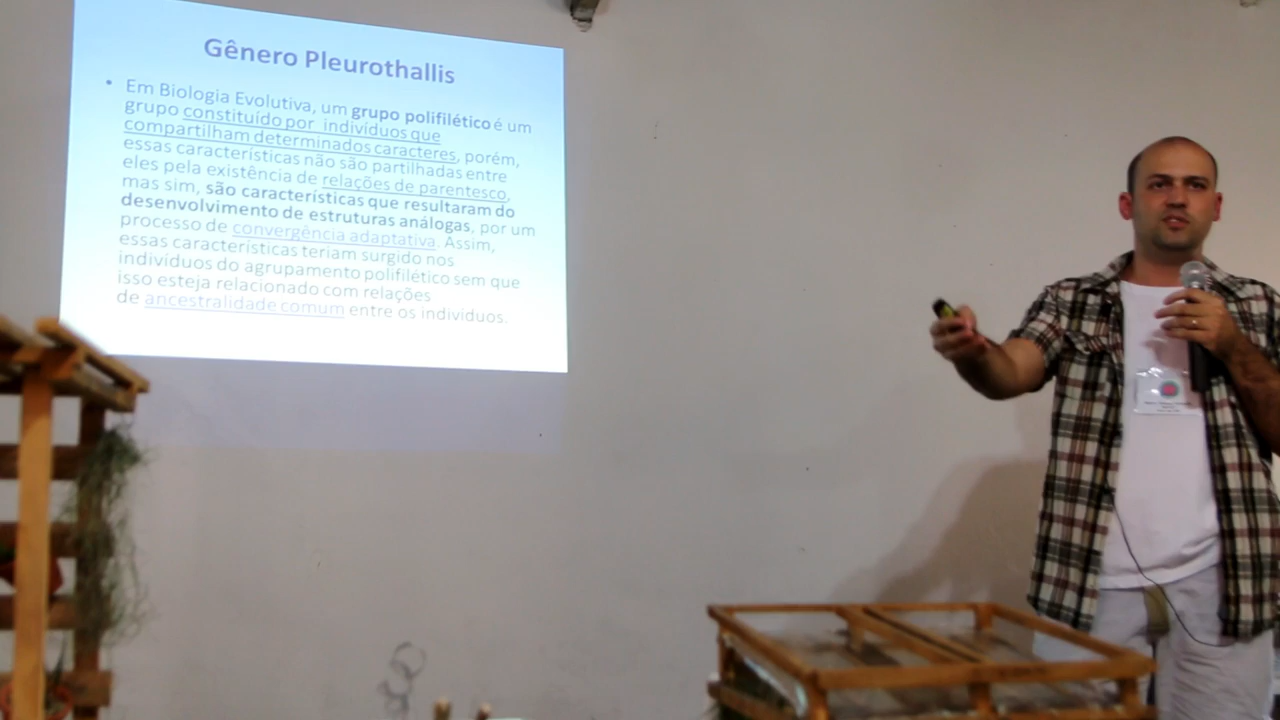 Gênero Pleurothallis
• Em Biologia Evolutiva, um grupo polifilético é um
grupo constituído por indivíduos que
compartilham determinados caracteres, porém,
essas características não são partilhadas entre
eles pela existência de relações de parentesco,
mas sim, são características que resultaram do
desenvolvimento de estruturas análogas, por um
processo de convergência adaptativa. Assim,
essas características teriam surgido nos
indivíduos do agrupamento polifilético sem que
isso esteja relacionado com relações
de ancestralidade comum entre os indivíduos.